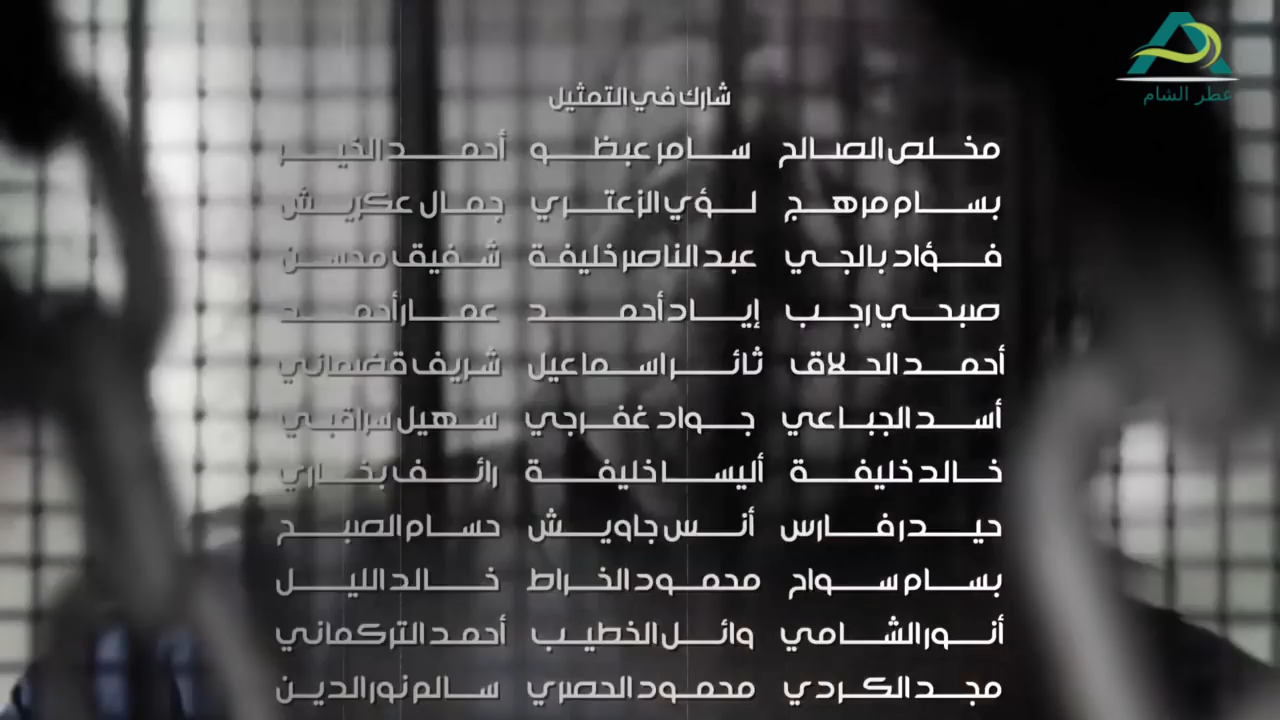 عطر الشام
شارك في التمثيل
مخلص الصالح سامر عبظو أحمد الخير
بسام مرهج لؤي الزعتري جمال عكريش
فؤاد بالجي عبد الناصر خليفة شفيق محسن
صبحي رجب إياد أحمد عمار أحمد
أحمد الحلاق ثائر اسماعيل شريف قضماني
أسد الجباعي جواد غفرجي سهيل سراقبي
خالد خليفة أليسا خليفة رائف بخاري
حيدر فارس أنس جاويش حسام الصبح
بسام سواح محمود الخراط خالد الليل
أنور الشامي وائل الخطيب أحمد التركماني
مجد الكردي محمود الحصري سالم نور الدين